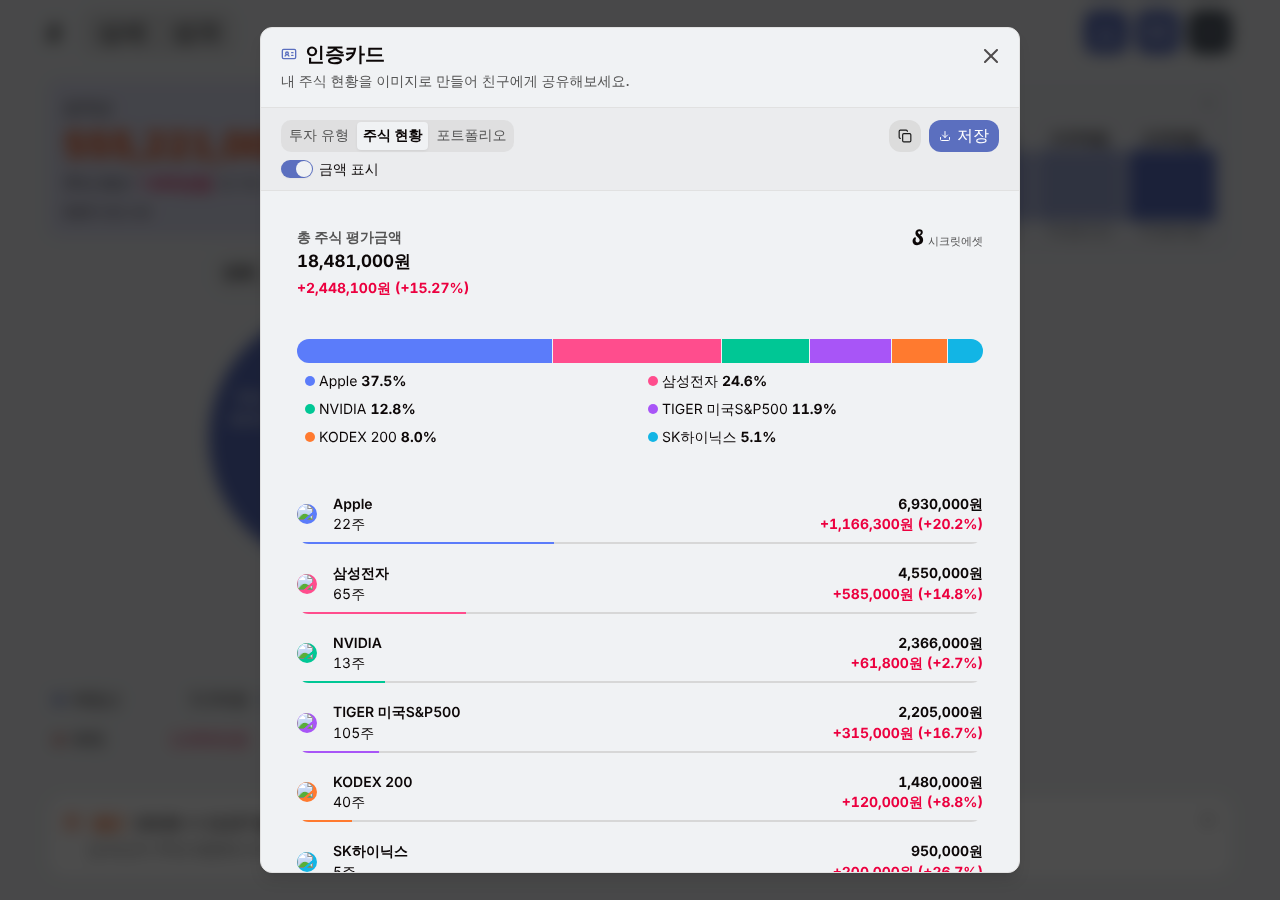 인증카드
내 주식 현황을 이미지로 만들어 친구에게 공유해보세요.
투자 유형 주식 현황 포트폴리오 저장
금액 표시
총 주식 평가금액
시크릿에셋
18,481,000원
+2,448,100원 (+15.27%)
Apple 37.5% 삼성전자 24.6%
NVIDIA 12.8% TIGER 미국S&P500 11.9%
KODEX 200 8.0% SK하이닉스 5.1%
Apple 6,930,000원
22주 +1,166,300원 (+20.2%)
삼성전자 4,550,000원
65주 +585,000원 (+14.8%)
NVIDIA 2,366,000원
13주 +61,800원 (+2.7%)
TIGER 미국S&P500 2,205,000원
105주 +315,000원 (+16.7%)
KODEX 200 1,480,000원
40주 +120,000원 (+8.8%)
SK하이닉스 950,000원
5주 +200,000원 (+26.7%)